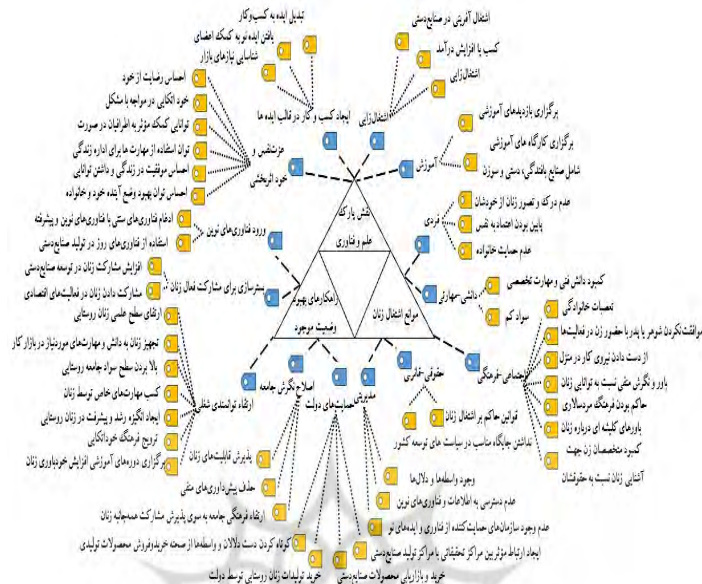 تبدیل ایده به کسب‌وکار
یافتن ایده نو به کمک اعضای
شناسایی نیازهای بازار
ایجاد کسب و کار در قالب ایده ها
اشتغال آفرینی در صنایع‌دستی
کسب یا افزایش درآمد
اشتغال‌زایی
اشتغال‌زایی
برگزاری بازدیدهای آموزشی
برگزاری کارگاه های آموزشی
شامل صنایع بافندگی، دستی و سوزن
آموزش
احساس رضایت از خود
خود اتکایی در مواجه با مشکل
توانایی کمک مؤثر به اطرافیان در صورت
توان استفاده از مهارت ها برای اداره زندگی
احساس موفقیت در زندگی و داشتن توانایی
احساس توان بهبود وضع آینده خود و خانواده
عزت‌نفس و
خود اثربخشی
نقش پارک
علم و فناوری
عدم درک و تصور زنان از خودشان
پایین بودن اعتماد به نفس
عدم حمایت خانواده
فردی
ادغام فناوری‌های سنتی با فناوری‌های نوین و پیشرفته
استفاده از فناوری‌های روز در تولید صنایع‌دستی
ورود فناوری‌های نوین
افزایش مشارکت زنان در توسعه صنایع‌دستی
مشارکت دادن زنان در فعالیت‌های اقتصادی
بسترسازی برای مشارکت فعال زنان
راهکارهای بهبود
وضعیت موجود
موانع اشتغال زنان
کمبود دانش فنی و مهارت تخصصی
سواد کم
دانشی-مهارتی
تعصبات خانوادگی
موافقت‌نکردن شوهر یا پدر با حضور زن در فعالیت‌ها
از دست دادن نیروی کار در منزل
باور و نگرش منفی نسبت به توانایی زنان
حاکم بودن فرهنگ مردسالاری
باورهای کلیشه ای درباره زنان
کمبود متخصصان زن جهت
آشنایی زنان نسبت به حقوقشان
اجتماعی-فرهنگی
ارتقای سطح علمی زنان روستایی
تجهیز زنان به دانش و مهارت‌های موردنیاز در بازار کار
بالا بردن سطح سواد جامعه روستایی
کسب مهارت‌های خاص توسط زنان
ایجاد انگیزه رشد و پیشرفت در زنان روستایی
ترویج فرهنگ خوداتکایی
برگزاری دوره‌های آموزشی افزایش خودباوری زنان
ارتقاء توانمندی شغلی
اصلاح نگرش جامعه
حمایت‌های دولت
مدیریتی
حقوقی-قانونی
قوانین حاکم بر اشتغال زنان
نداشتن جایگاه مناسب در سیاست های توسعه کشور
پذیرش قابلیت‌های زنان
حذف پیش‌داوری‌های منفی
ارتقاء فرهنگی جامعه به سوی پذیرش مشارکت همه‌جانبه زنان
وجود واسطه‌ها و دلال‌ها
عدم دسترسی به اطلاعات و فناوری‌های نوین
عدم وجود سازمان‌های حمایت‌کننده از فناوری و ایده‌های نو
ایجاد ارتباط مؤثر بین مراکز تحقیقاتی با مراکز تولید صنایع‌دستی
کوتاه کردن دست دلالان و واسطه‌ها از صحنه خریدوفروش محصولات تولیدی
خرید و بازاریابی محصولات صنایع‌دستی
خرید تولیدات زنان روستایی توسط دولت